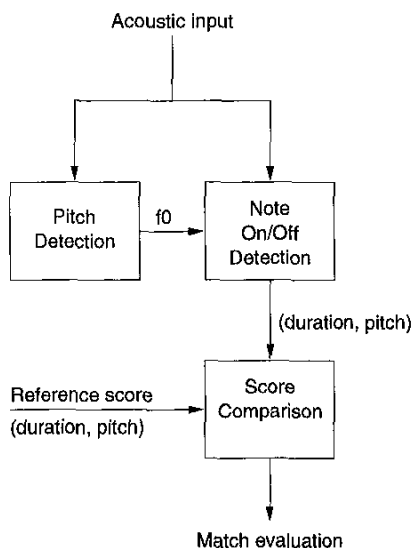 Acoustic input
Pitch
Detection
f0
Note
On/Off
Detection
(duration, pitch)
Reference score
(duration, pitch)
Score
Comparison
Match evaluation